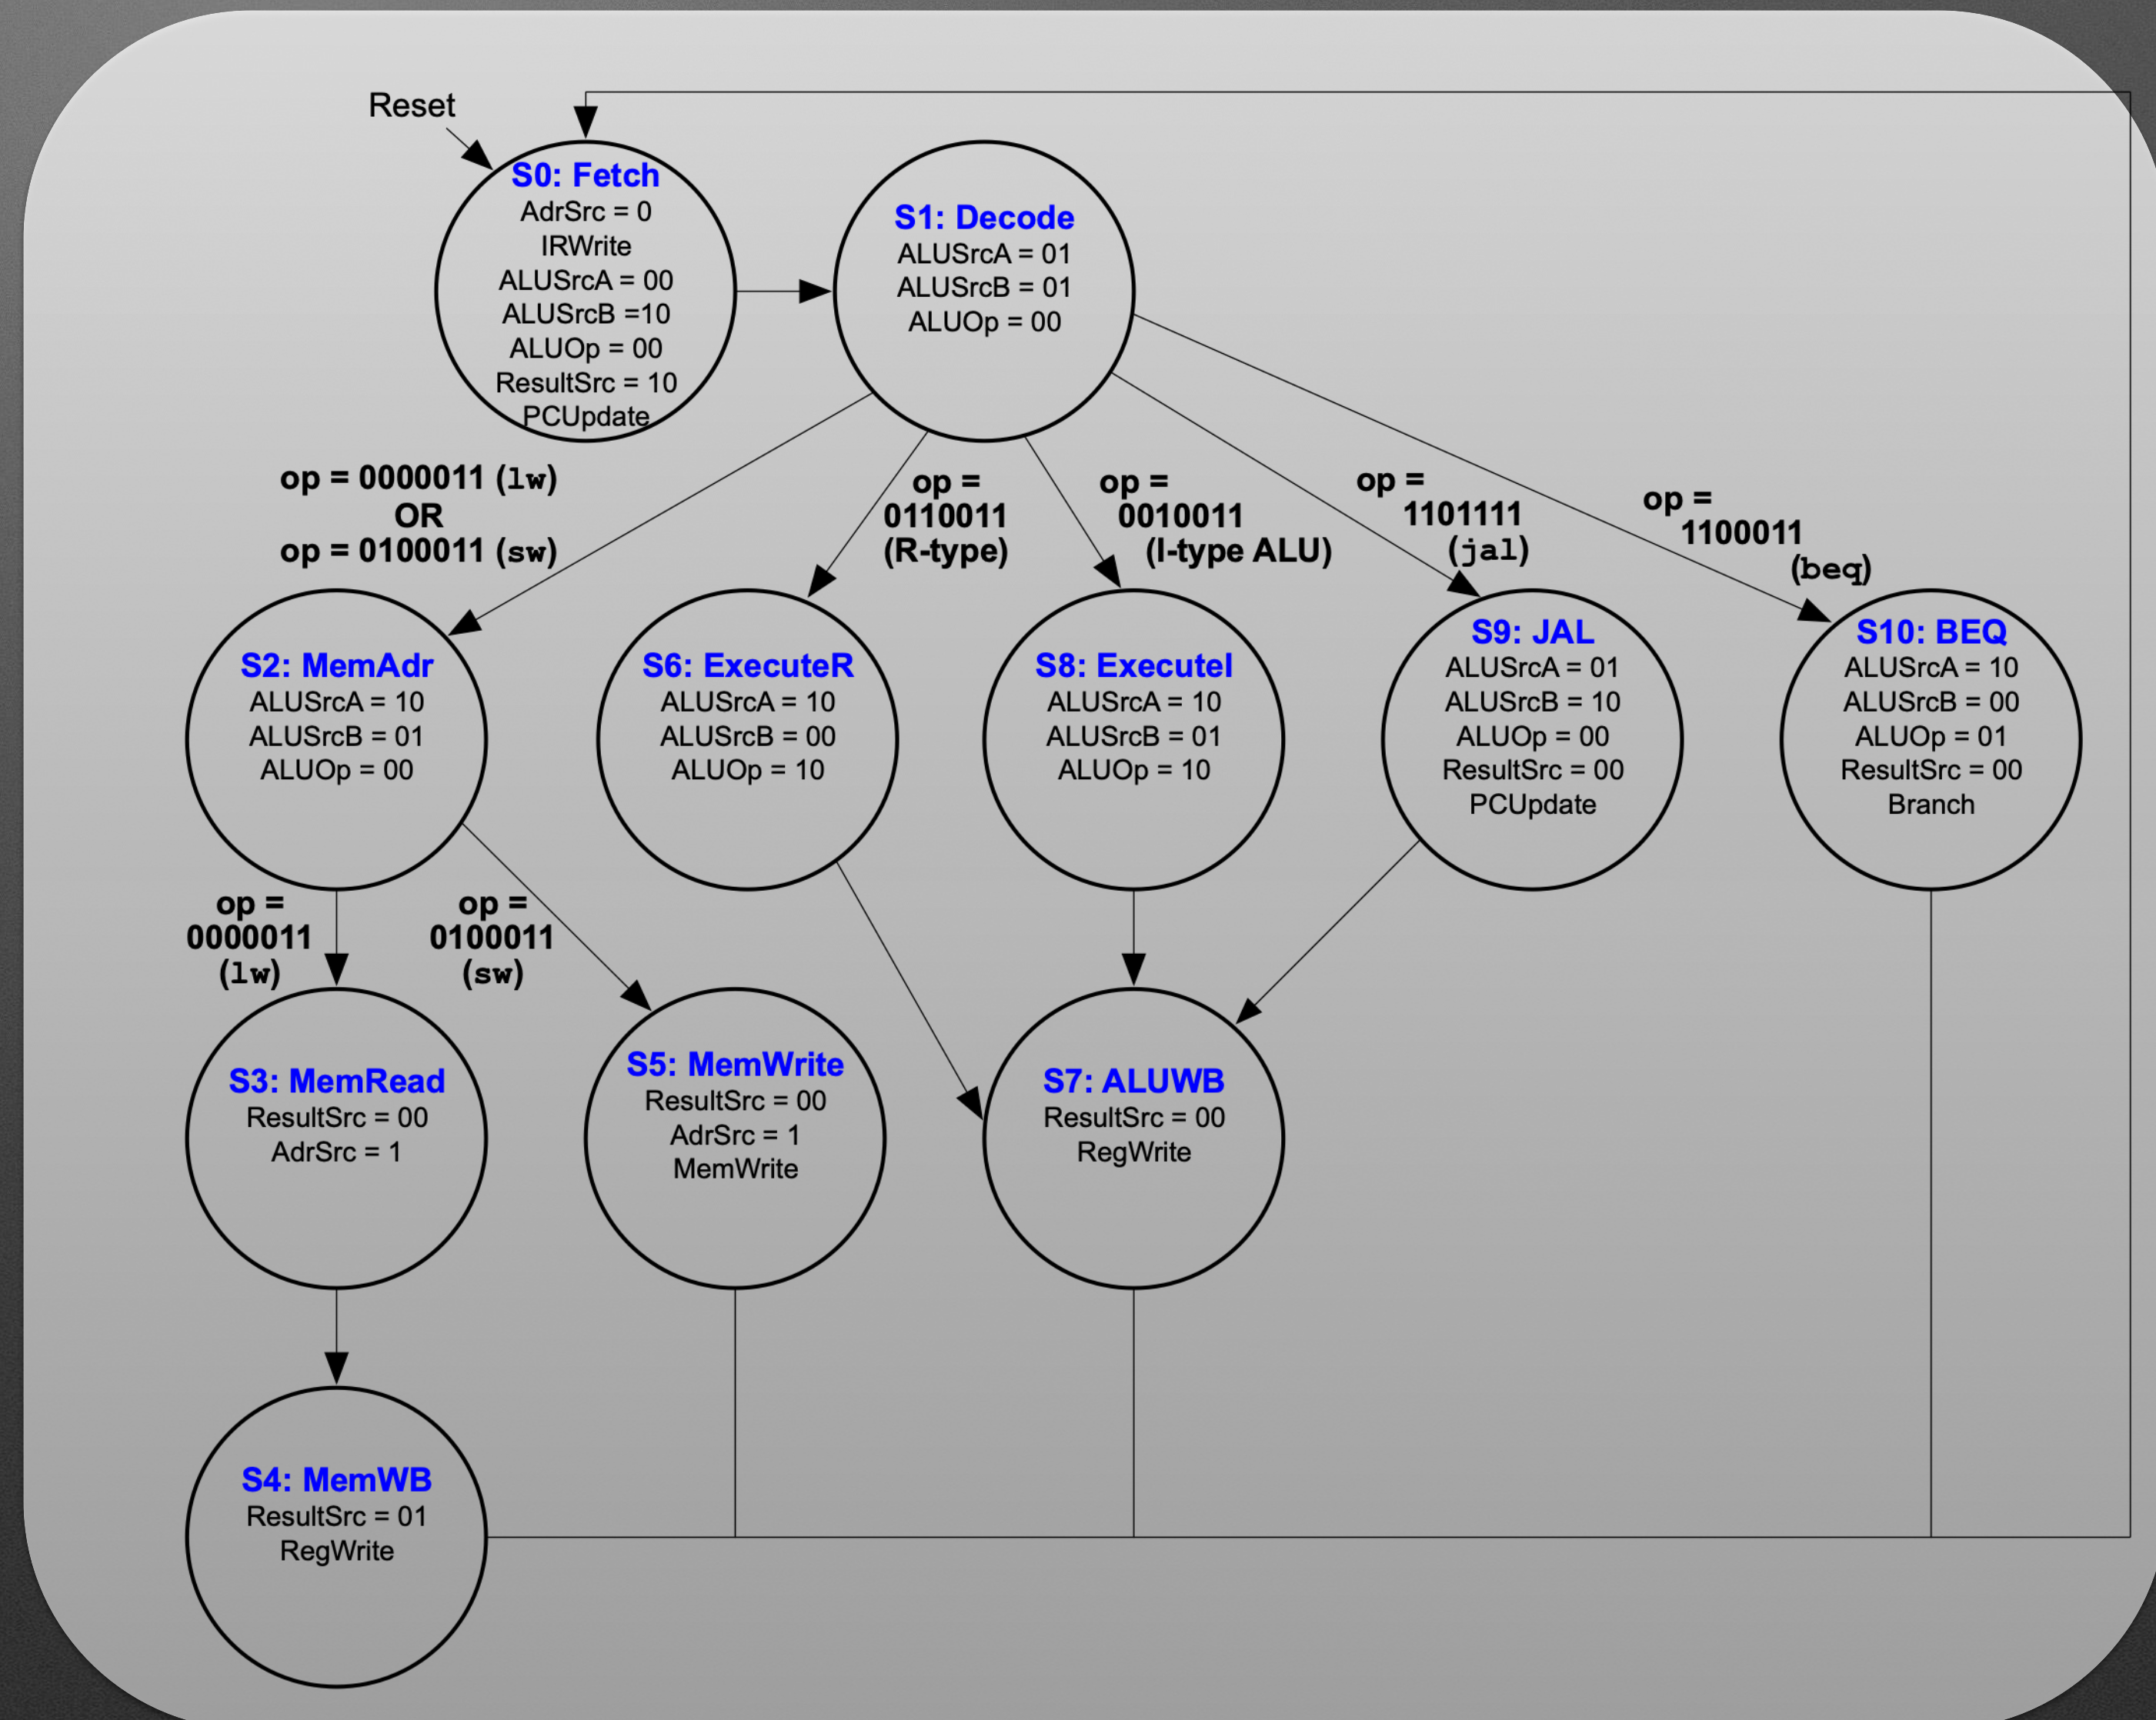 Reset
S0: Fetch
AdrSrc = 0
IRWrite
ALUSrcA = 00
ALUSrcB =10
ALUOp = 00
ResultSrc = 10
PCUpdate
S1: Decode
ALUSrcA = 01
ALUSrcB = 01
ALUOp = 00
op = 0000011 (lw)
OR
op = 0100011 (sw)
op =
0110011
(R-type)
op =
0010011
(I-type ALU)
op =
1101111
(jal)
op =
1100011
(beq)
S2: MemAdr
ALUSrcA = 10
ALUSrcB = 01
ALUOp = 00
S6: ExecuteR
ALUSrcA = 10
ALUSrcB = 00
ALUOp = 10
S8: ExecuteI
ALUSrcA = 10
ALUSrcB = 01
ALUOp = 10
S9: JAL
ALUSrcA = 01
ALUSrcB = 10
ALUOp = 00
ResultSrc = 00
PCUpdate
S10: BEQ
ALUSrcA = 10
ALUSrcB = 00
ALUOp = 01
ResultSrc = 00
Branch
op =
0000011
(lw)
op =
0100011
(sw)
S3: MemRead
ResultSrc = 00
AdrSrc = 1
S5: MemWrite
ResultSrc = 00
AdrSrc = 1
MemWrite
S7: ALUWB
ResultSrc = 00
RegWrite
S4: MemWB
ResultSrc = 01
RegWrite